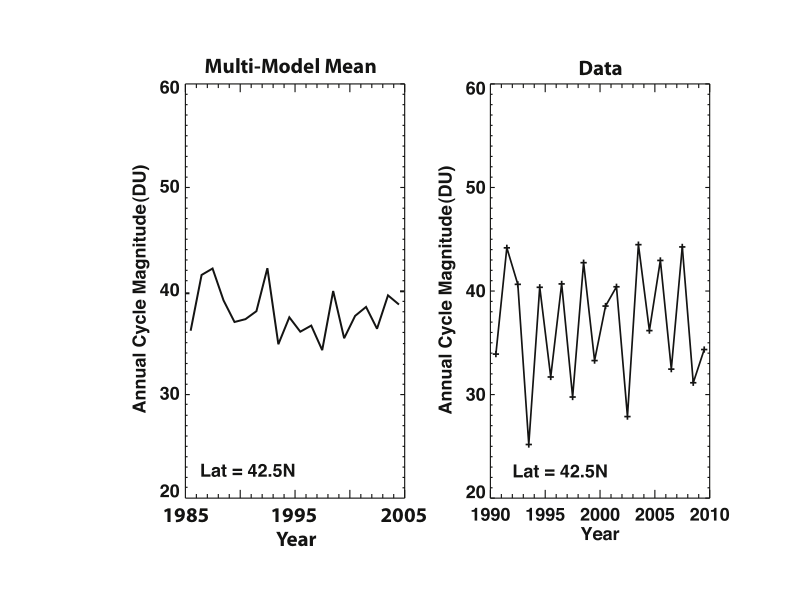 Multi-Model Mean
Annual Cycle Magnitude(DU)
60
50
40
30
20
Lat = 42.5N
1985 1995 2005
Year
Data
Annual Cycle Magnitude(DU)
60
50
40
30
20
Lat = 42.5N
1990 1995 2000 2005 2010
Year